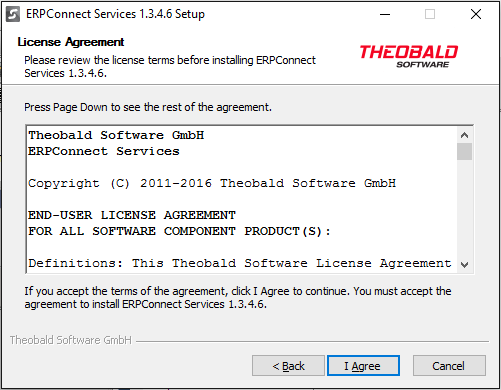 ERPConnect Services 1.3.4.6 Setup
License Agreement
Please review the license terms before installing ERPConnect
Services 1.3.4.6.
THEOBALD
SOFTWARE
Press Page Down to see the rest of the agreement.
Theobald Software GmbH
ERPConnect Services
Copyright (C) 2011-2016 Theobald Software GmbH
END-USER LICENSE AGREEMENT
FOR ALL SOFTWARE COMPONENT PRODUCT(S):
Definitions: This Theobald Software License Agreement
If you accept the terms of the agreement, click I Agree to continue. You must accept the
agreement to install ERPConnect Services 1.3.4.6.
Theobald Software GmbH
< Back
I Agree
Cancel